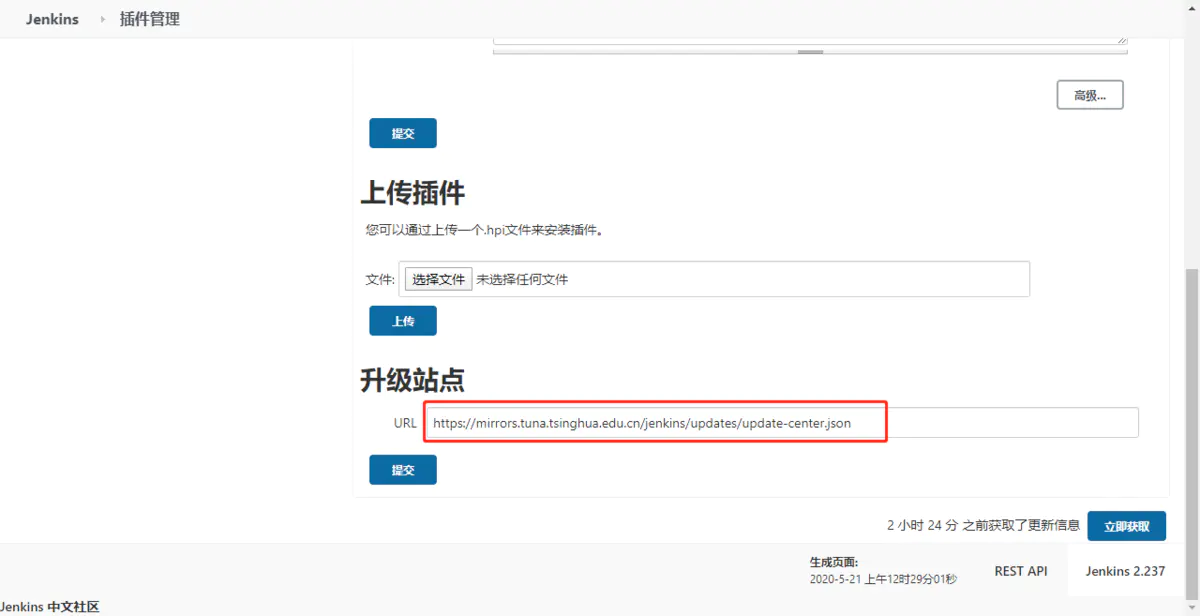 Jenkins 插件管理
高级...
提交
上传插件
您可以通过上传一个.hpi文件来安装插件。
文件: 选择文件 未选择任何文件
上传
升级站点
URL https://mirrors.tuna.tsinghua.edu.cn/jenkins/updates/update-center.json
提交
2 小时 24 分 之前获取了更新信息 立即获取
生成页面:
2020-5-21 上午12时29分01秒 REST API Jenkins 2.237
Jenkins 中文社区